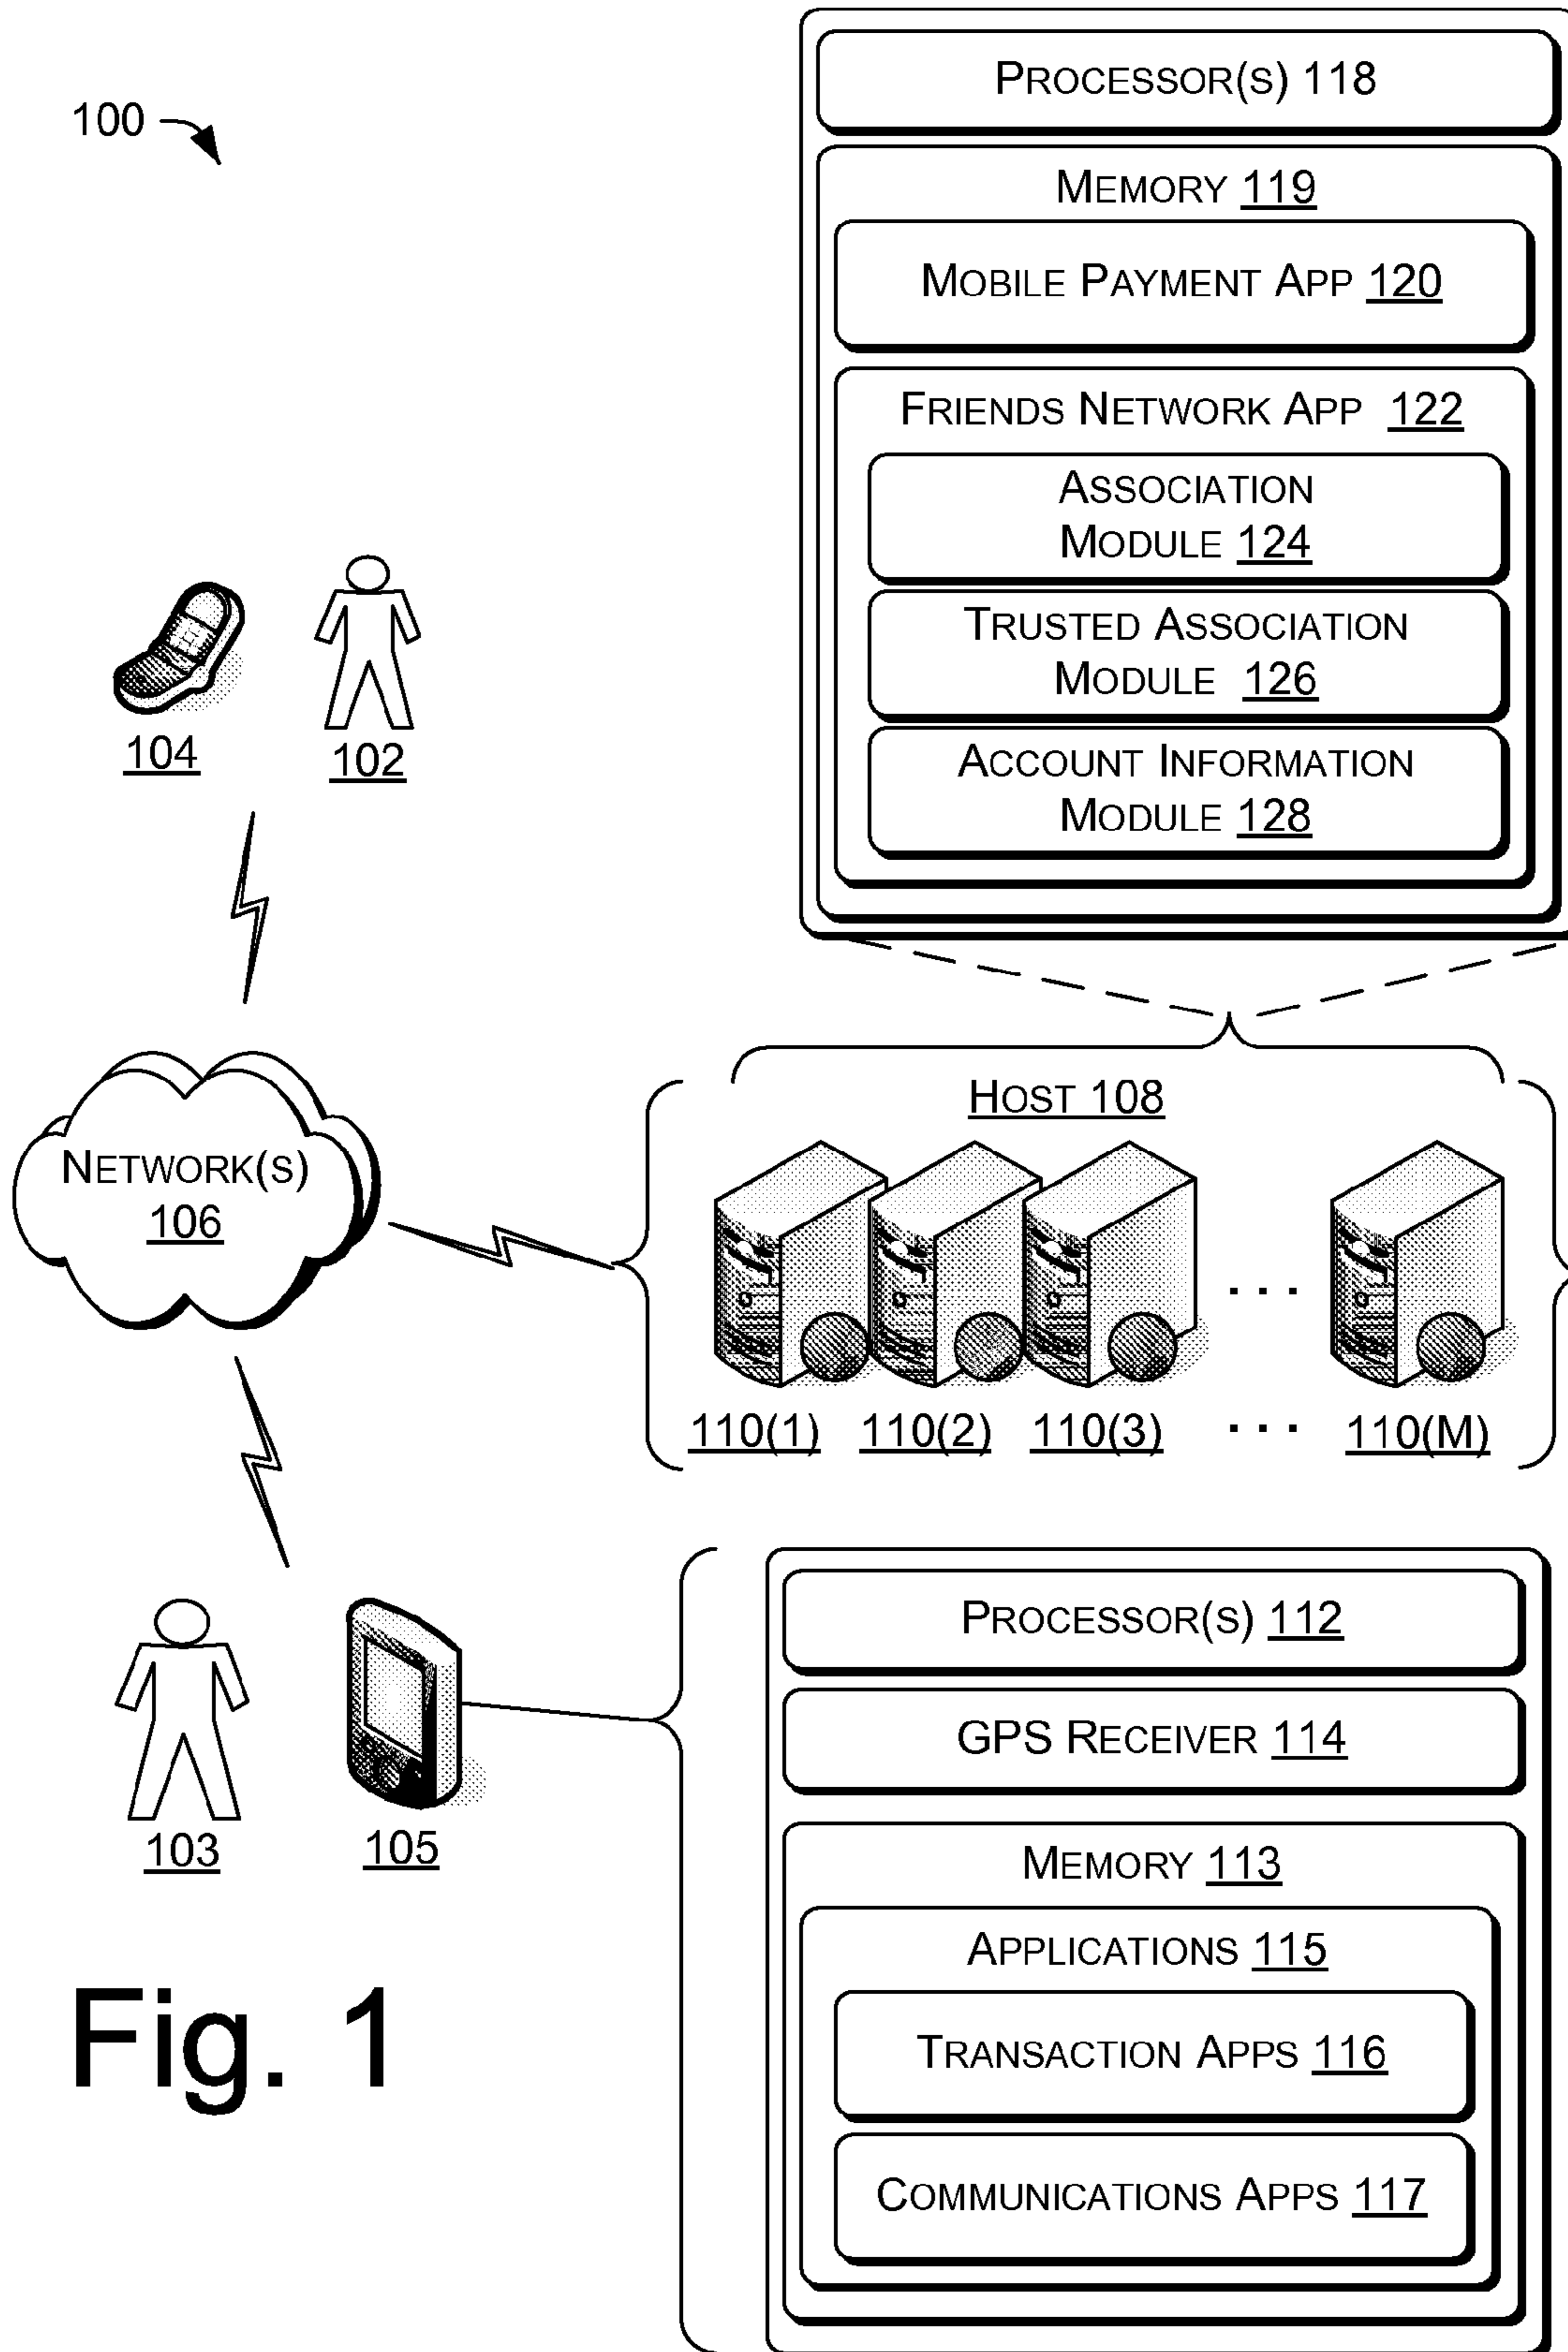 100
PROCESSOR(S) 118
MEMORY 119
MOBILE PAYMENT APP 120
FRIENDS NETWORK APP 122
ASSOCIATION
MODULE 124
TRUSTED ASSOCIATION
MODULE 126
ACCOUNT INFORMATION
MODULE 128
104
102
NETWORK(S)
106
HOST 108
. . .
110(1) 110(2) 110(3) . . . 110(M)
103
105
PROCESSOR(S) 112
GPS RECEIVER 114
MEMORY 113
APPLICATIONS 115
TRANSACTION APPS 116
COMMUNICATIONS APPS 117
Fig. 1